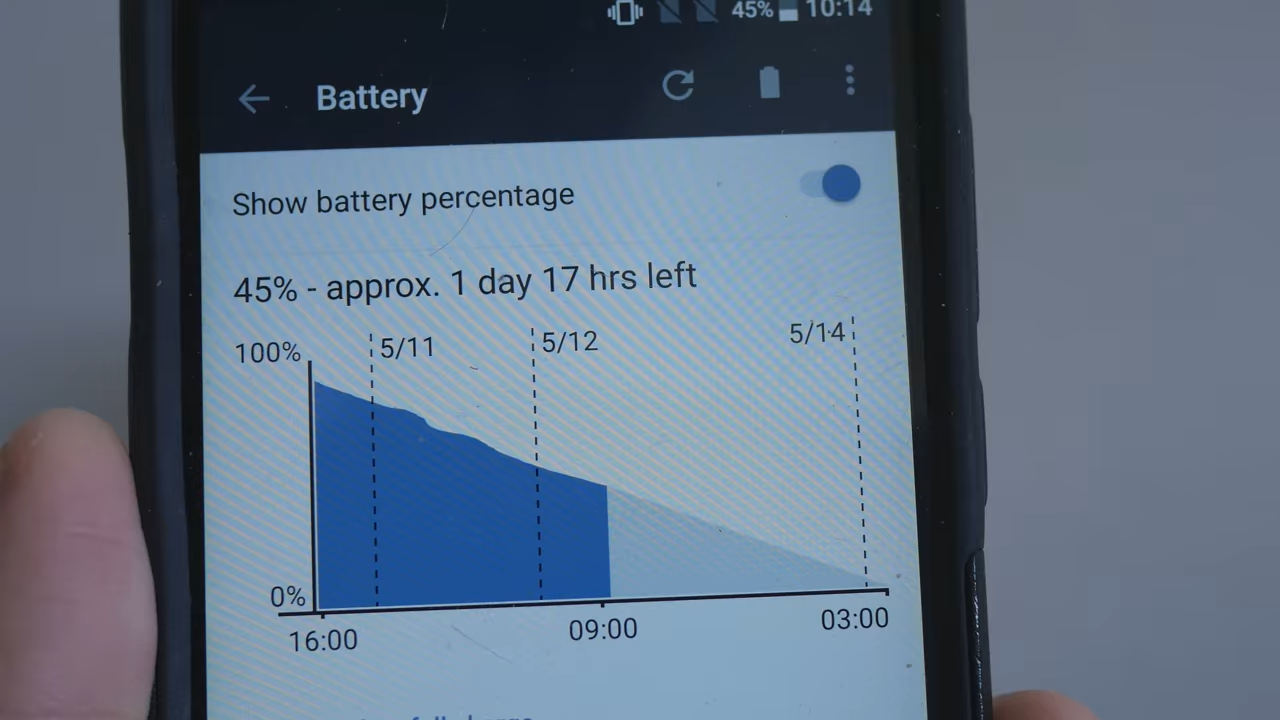 45% 10:14
Battery
Show battery percentage
45% - approx. 1 day 17 hrs left
100% 5/11 5/12 5/14
0%
16:00 09:00 03:00